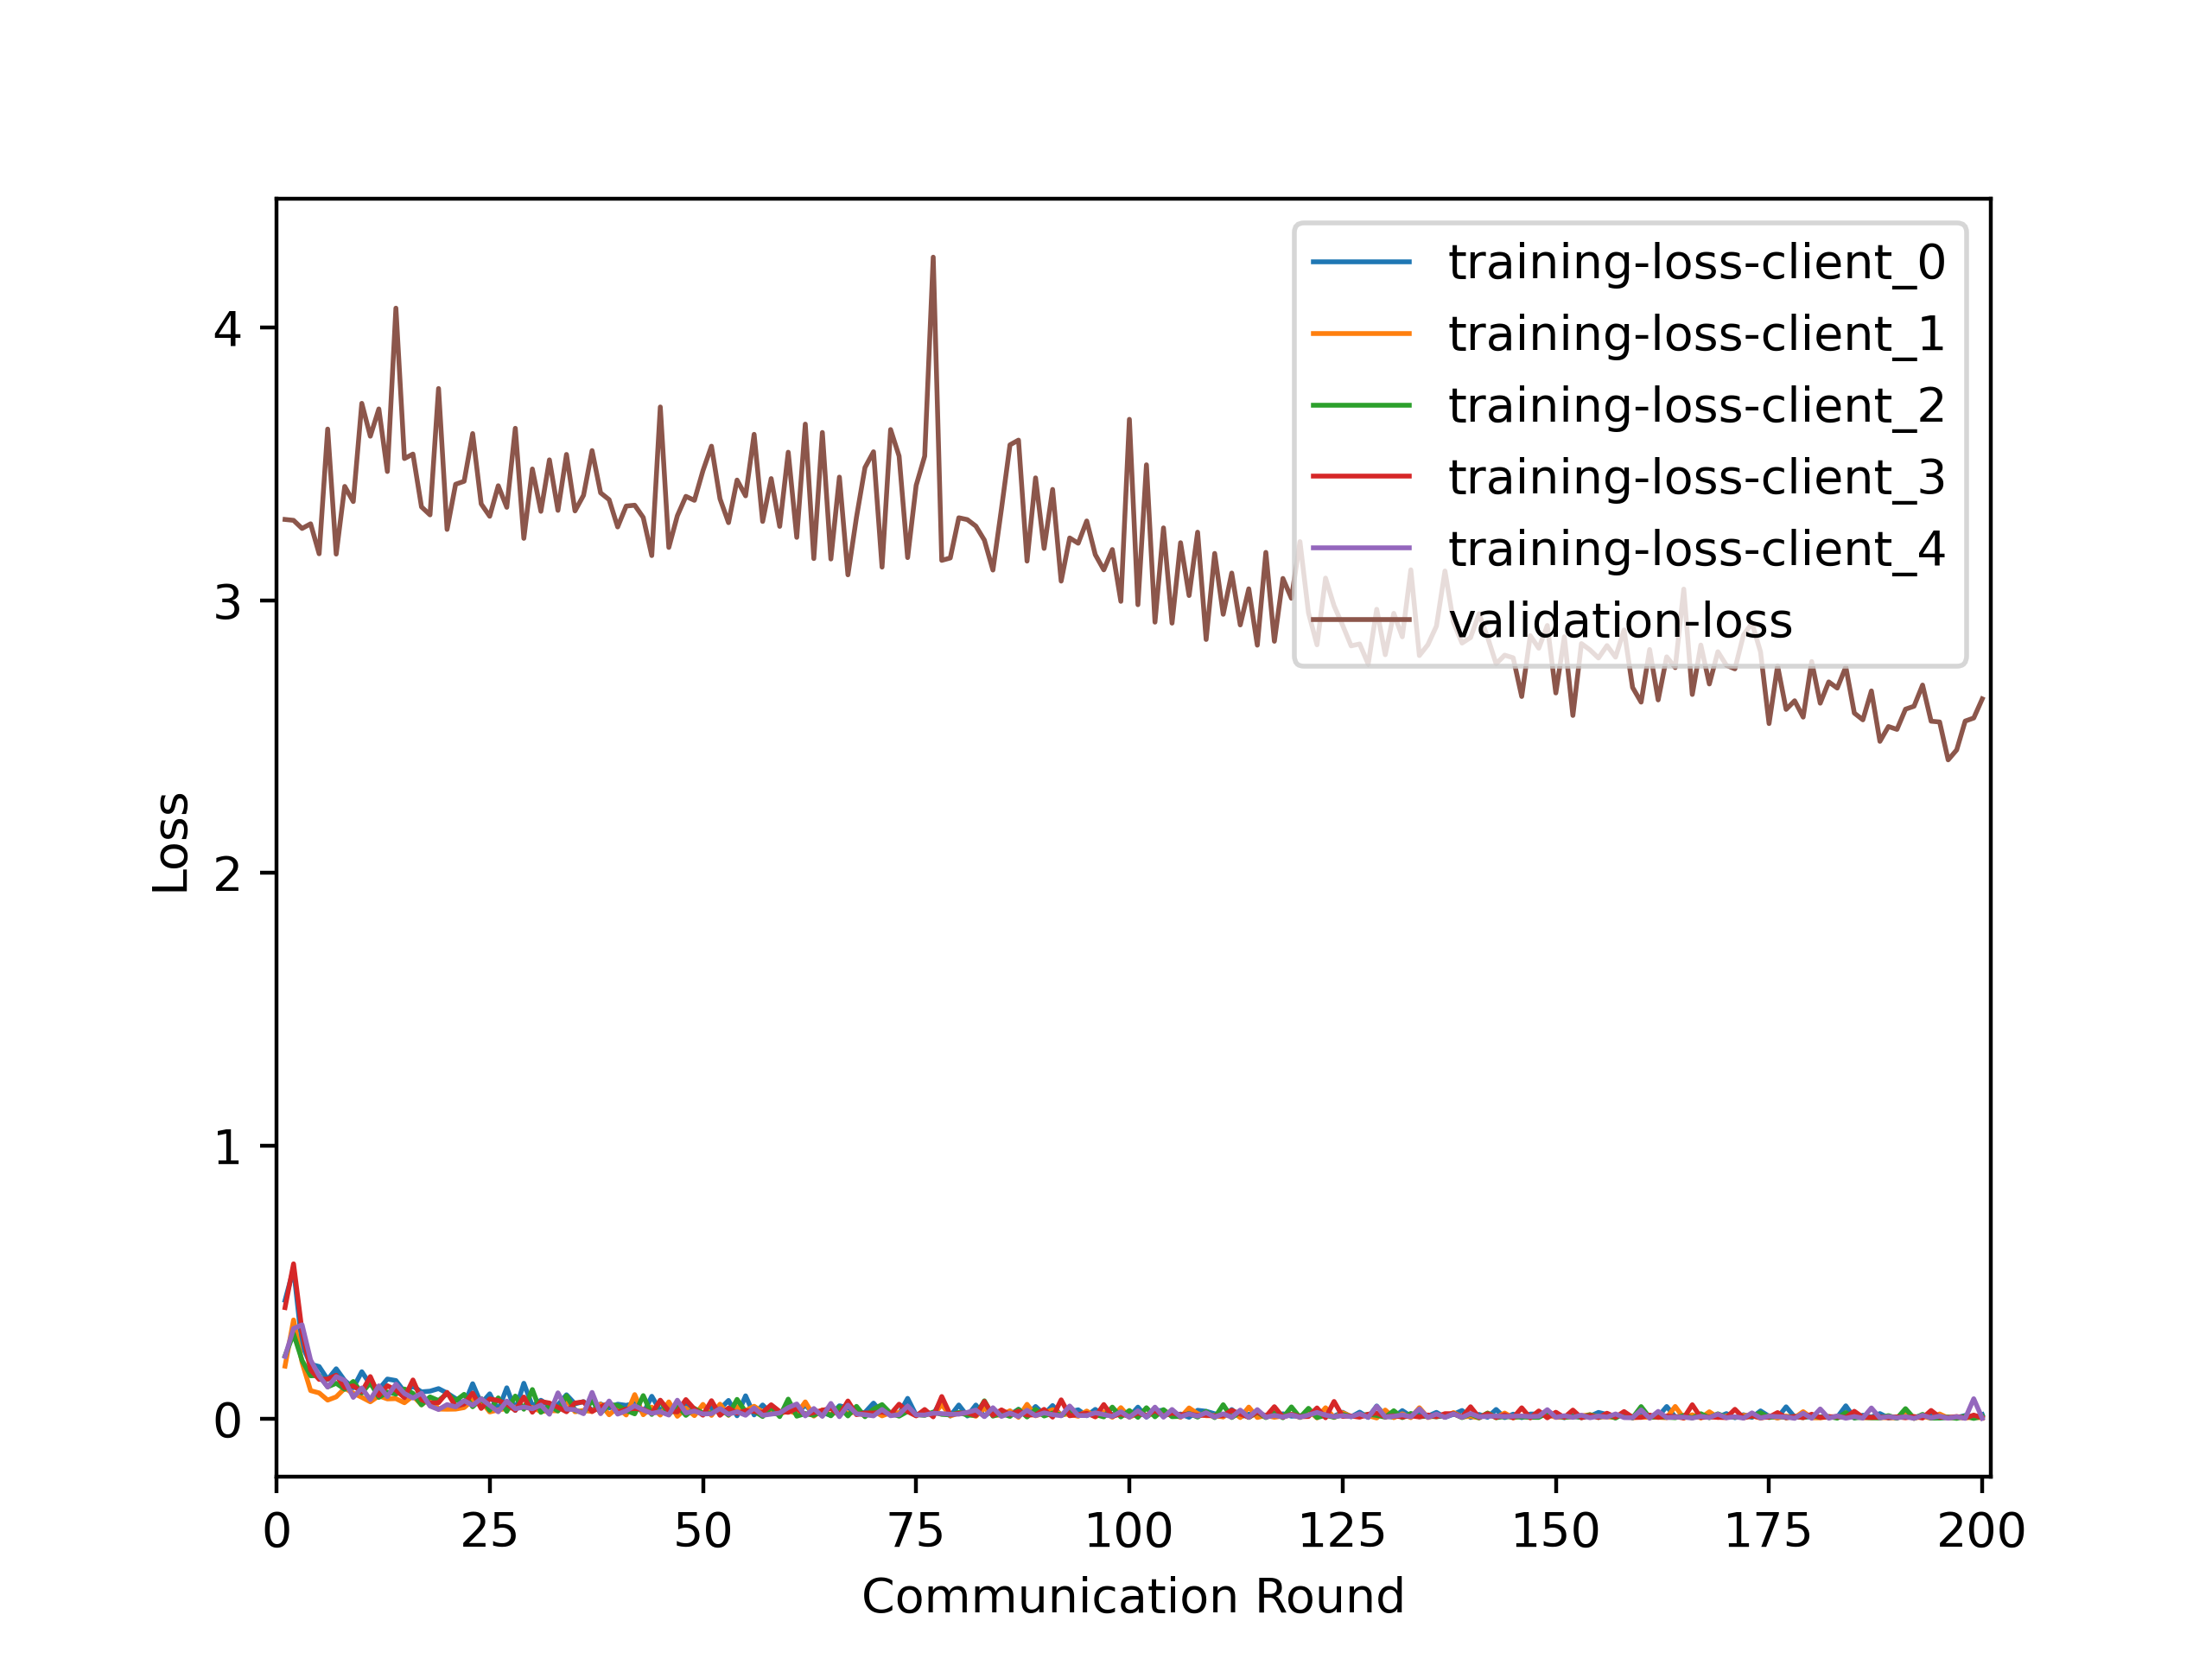 training-loss-client_0
training-loss-client_1
training-loss-client_2
training-loss-client_3
training-loss-client_4
validation-loss
4
3
2
1
0
Loss
0 25 50 75 100 125 150 175 200
Communication Round